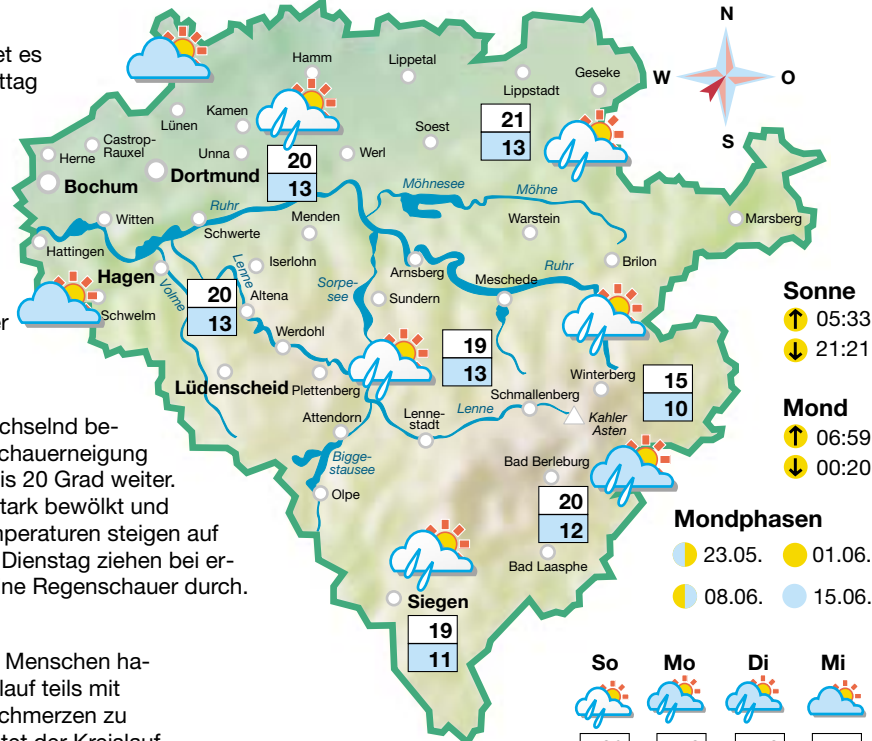 et es
ttag
er
chselnd be-
chauerneigung
is 20 Grad weiter.
tark bewölkt und
mperaturen steigen auf
Dienstag ziehen bei er-
ne Regenschauer durch.
Menschen ha-
lauf teils mit
chmerzen zu
tet der Kreislauf
N
W
O
S
Hamm
Lippetal
Lippstadt
Geseke
Kamen
Lünen
Castrop-
Rauxel
Herne
Unna
Werl
Soest
21
13
Bochum
Dortmund
20
13
Möhnesee
Möhne
Witten
Ruhr
Schwerte
Menden
Warstein
Marsberg
Hattingen
Hagen
Iserlohn
Lenne
Volme
Arnsberg
Meschede
Ruhr
Brilon
Schwelm
20
13
Altena
Sorpe-
see
Sundern
Werdohl
19
13
Lüdenscheid
Plettenberg
Winterberg
15
10
Attendorn
Lenne-
stadt
Lenne
Schmallenberg
Kahler
Asten
Bigge-
stausee
Olpe
Bad Berleburg
20
12
Bad Laasphe
Siegen
19
11
Sonne
05:33
21:21
Mond
06:59
00:20
Mondphasen
23.05.
01.06.
08.06.
15.06.
So
Mo
Di
Mi